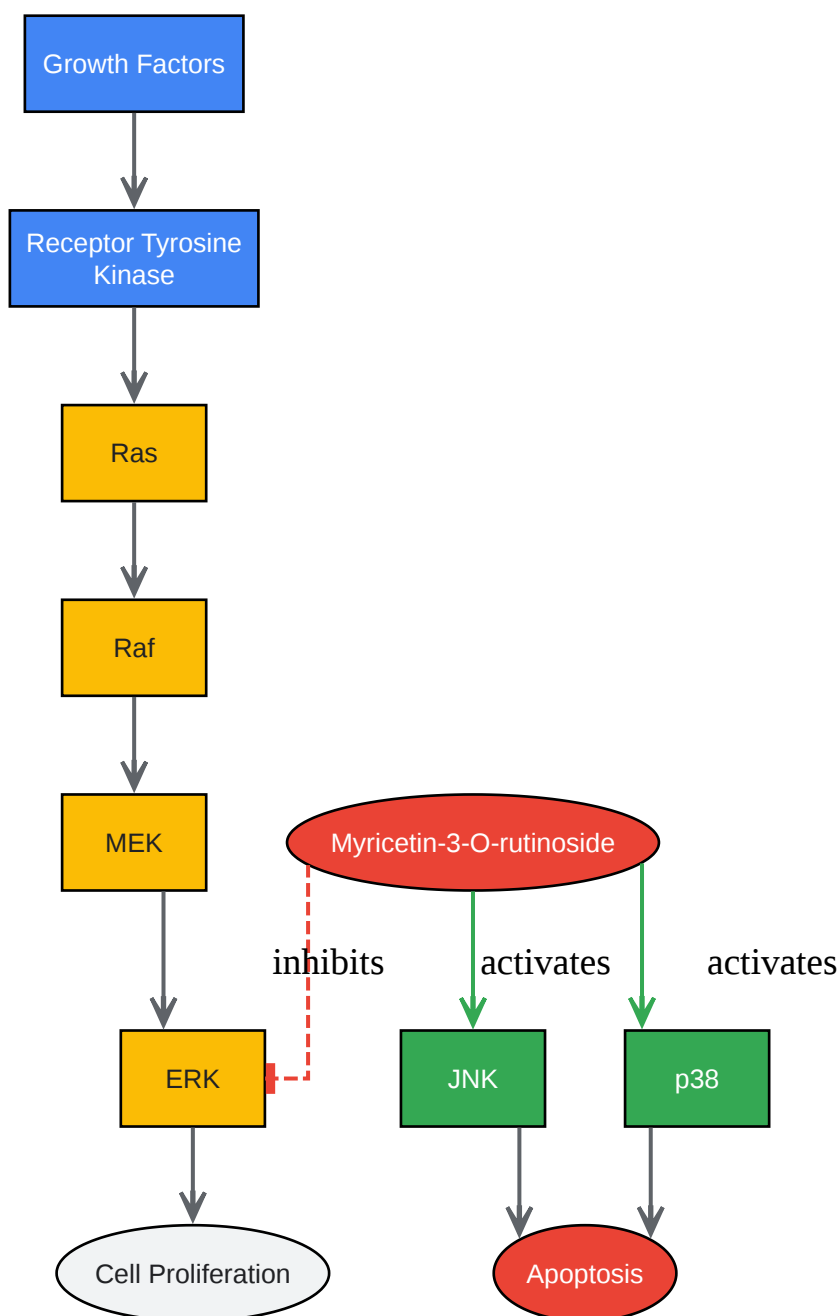 Growth Factors
Receptor Tyrosine
Kinase
Ras
Raf
MEK
Myricetin-3-O-rutinoside
inhibits
activates
activates
ERK
JNK
p38
Cell Proliferation
Apoptosis